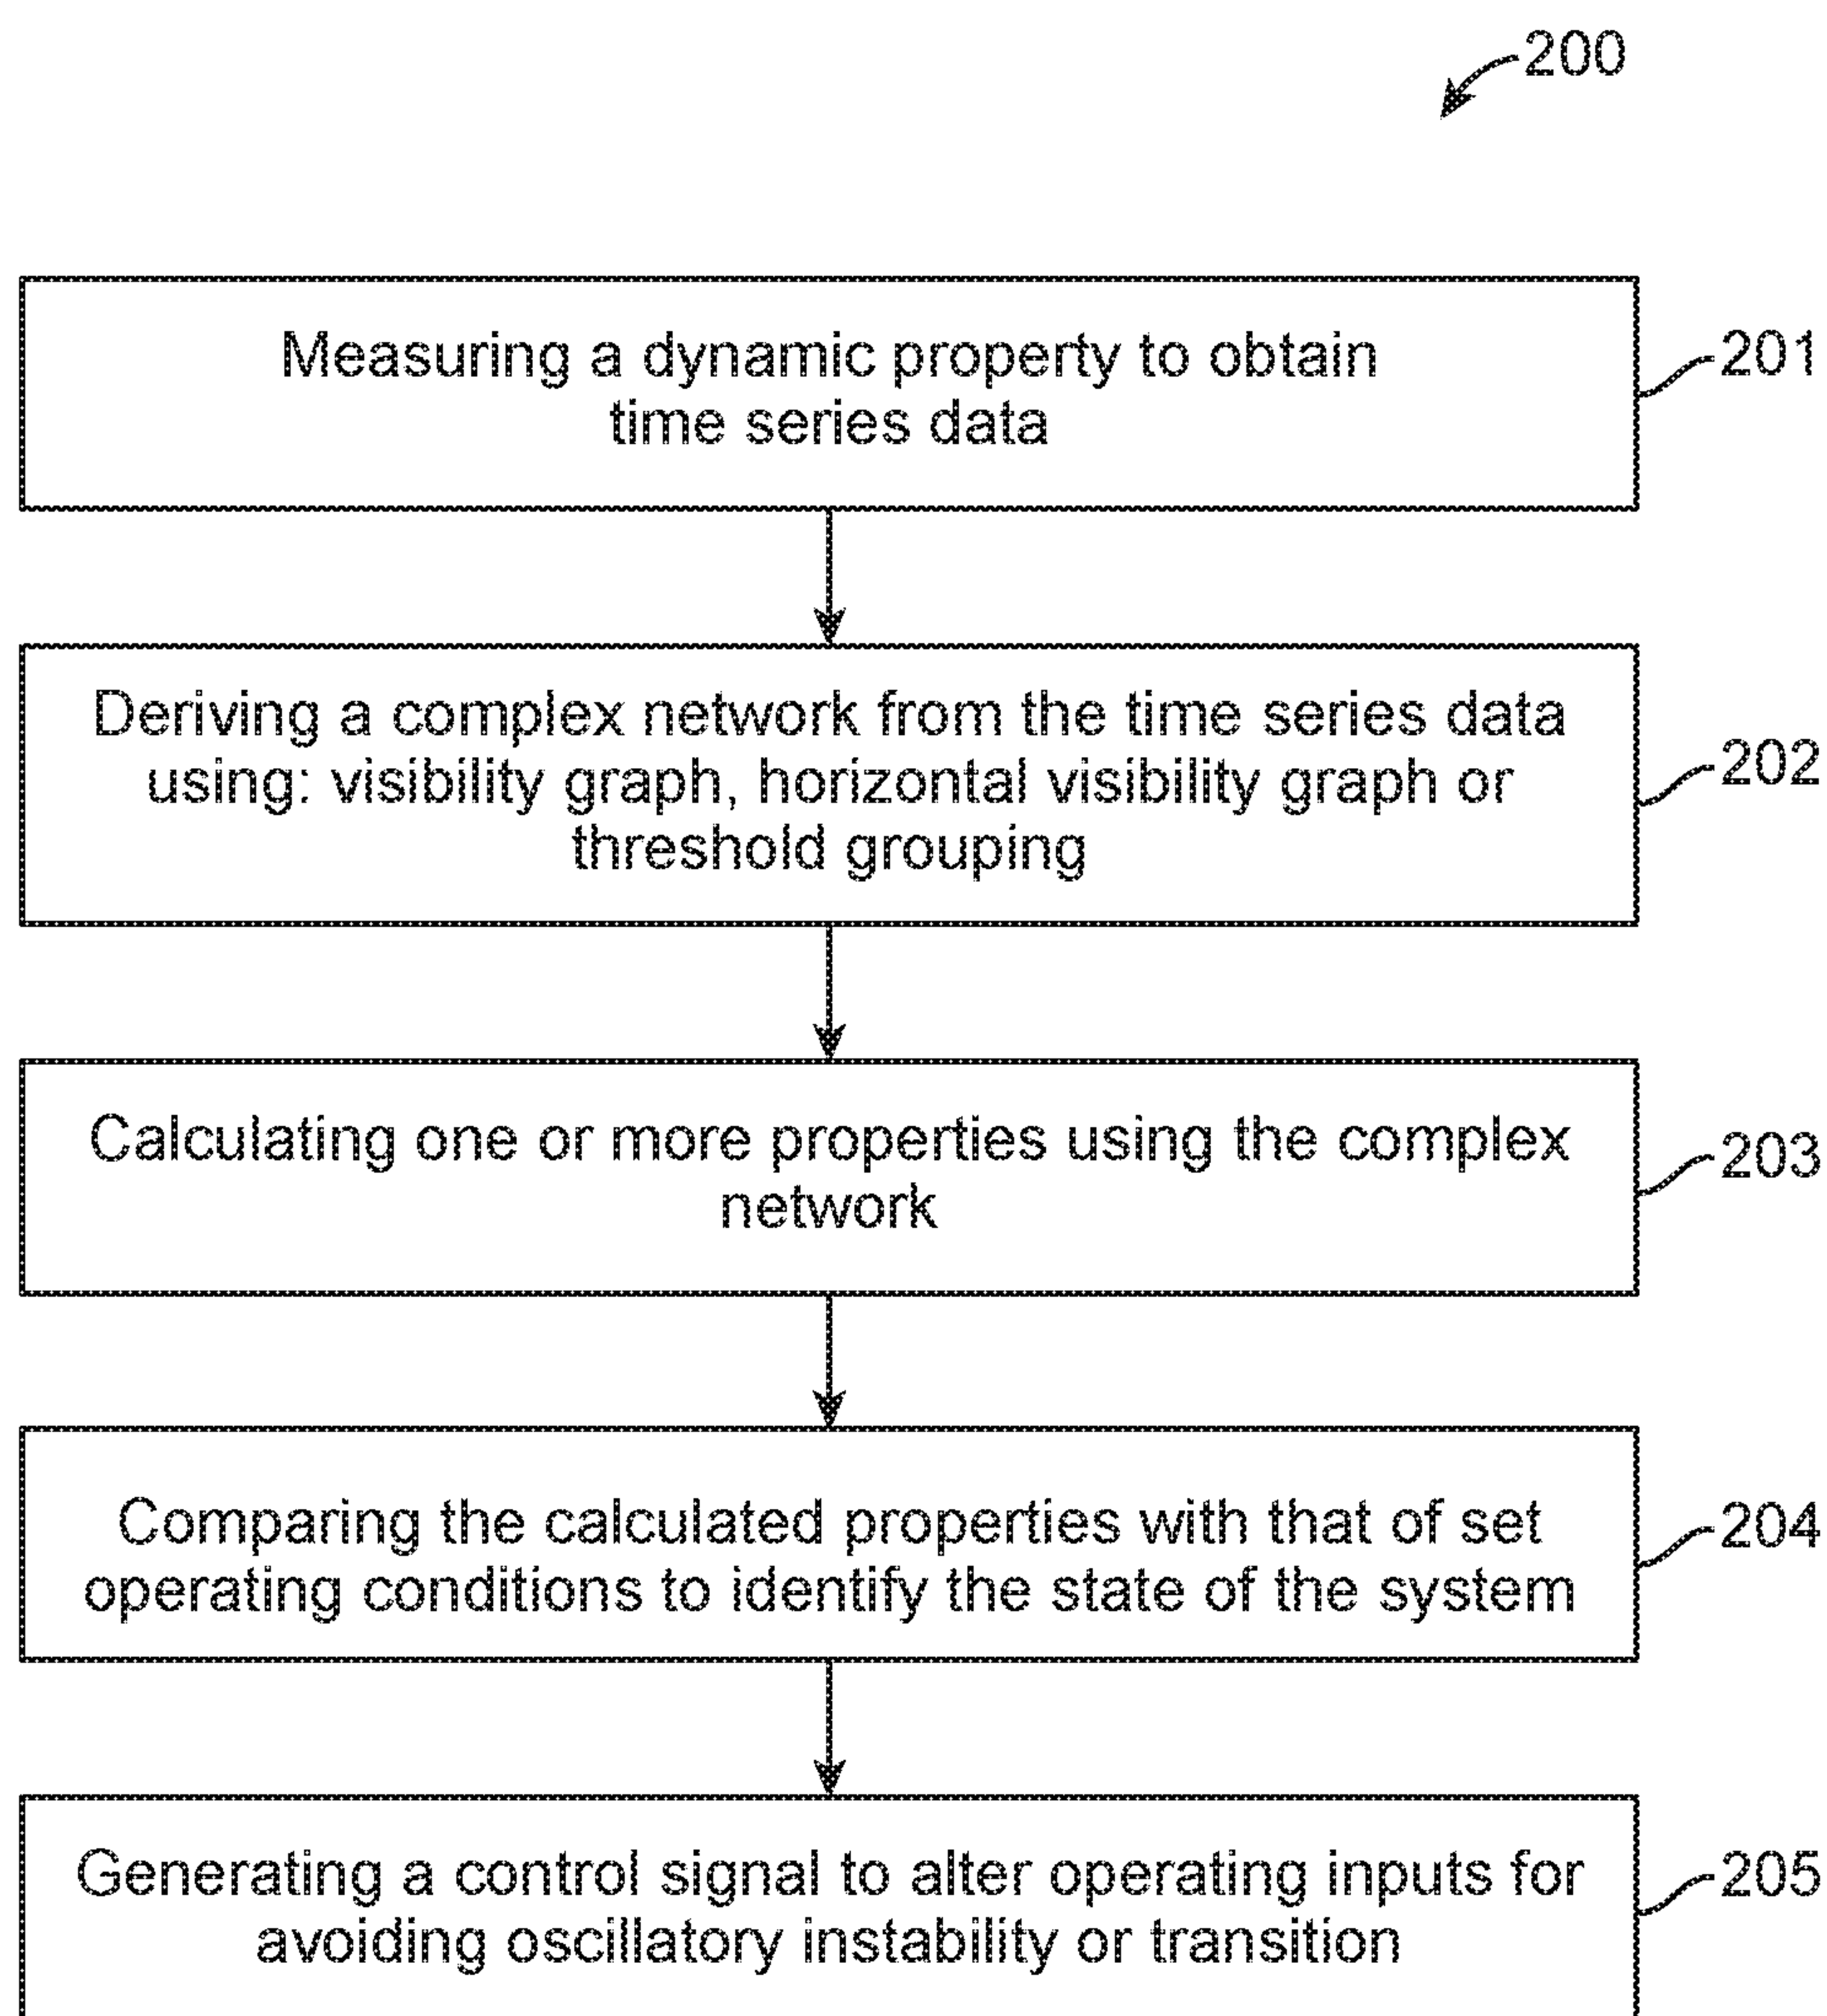 200
Measuring a dynamic property to obtain
time series data
201
Deriving a complex network from the time series data
using: visibility graph, horizontal visibility graph or
threshold grouping
202
Calculating one or more properties using the complex
network
203
Comparing the calculated properties with that of set
operating conditions to identify the state of the system
204
Generating a control signal to alter operating inputs for
avoiding oscillatory instability or transition
205